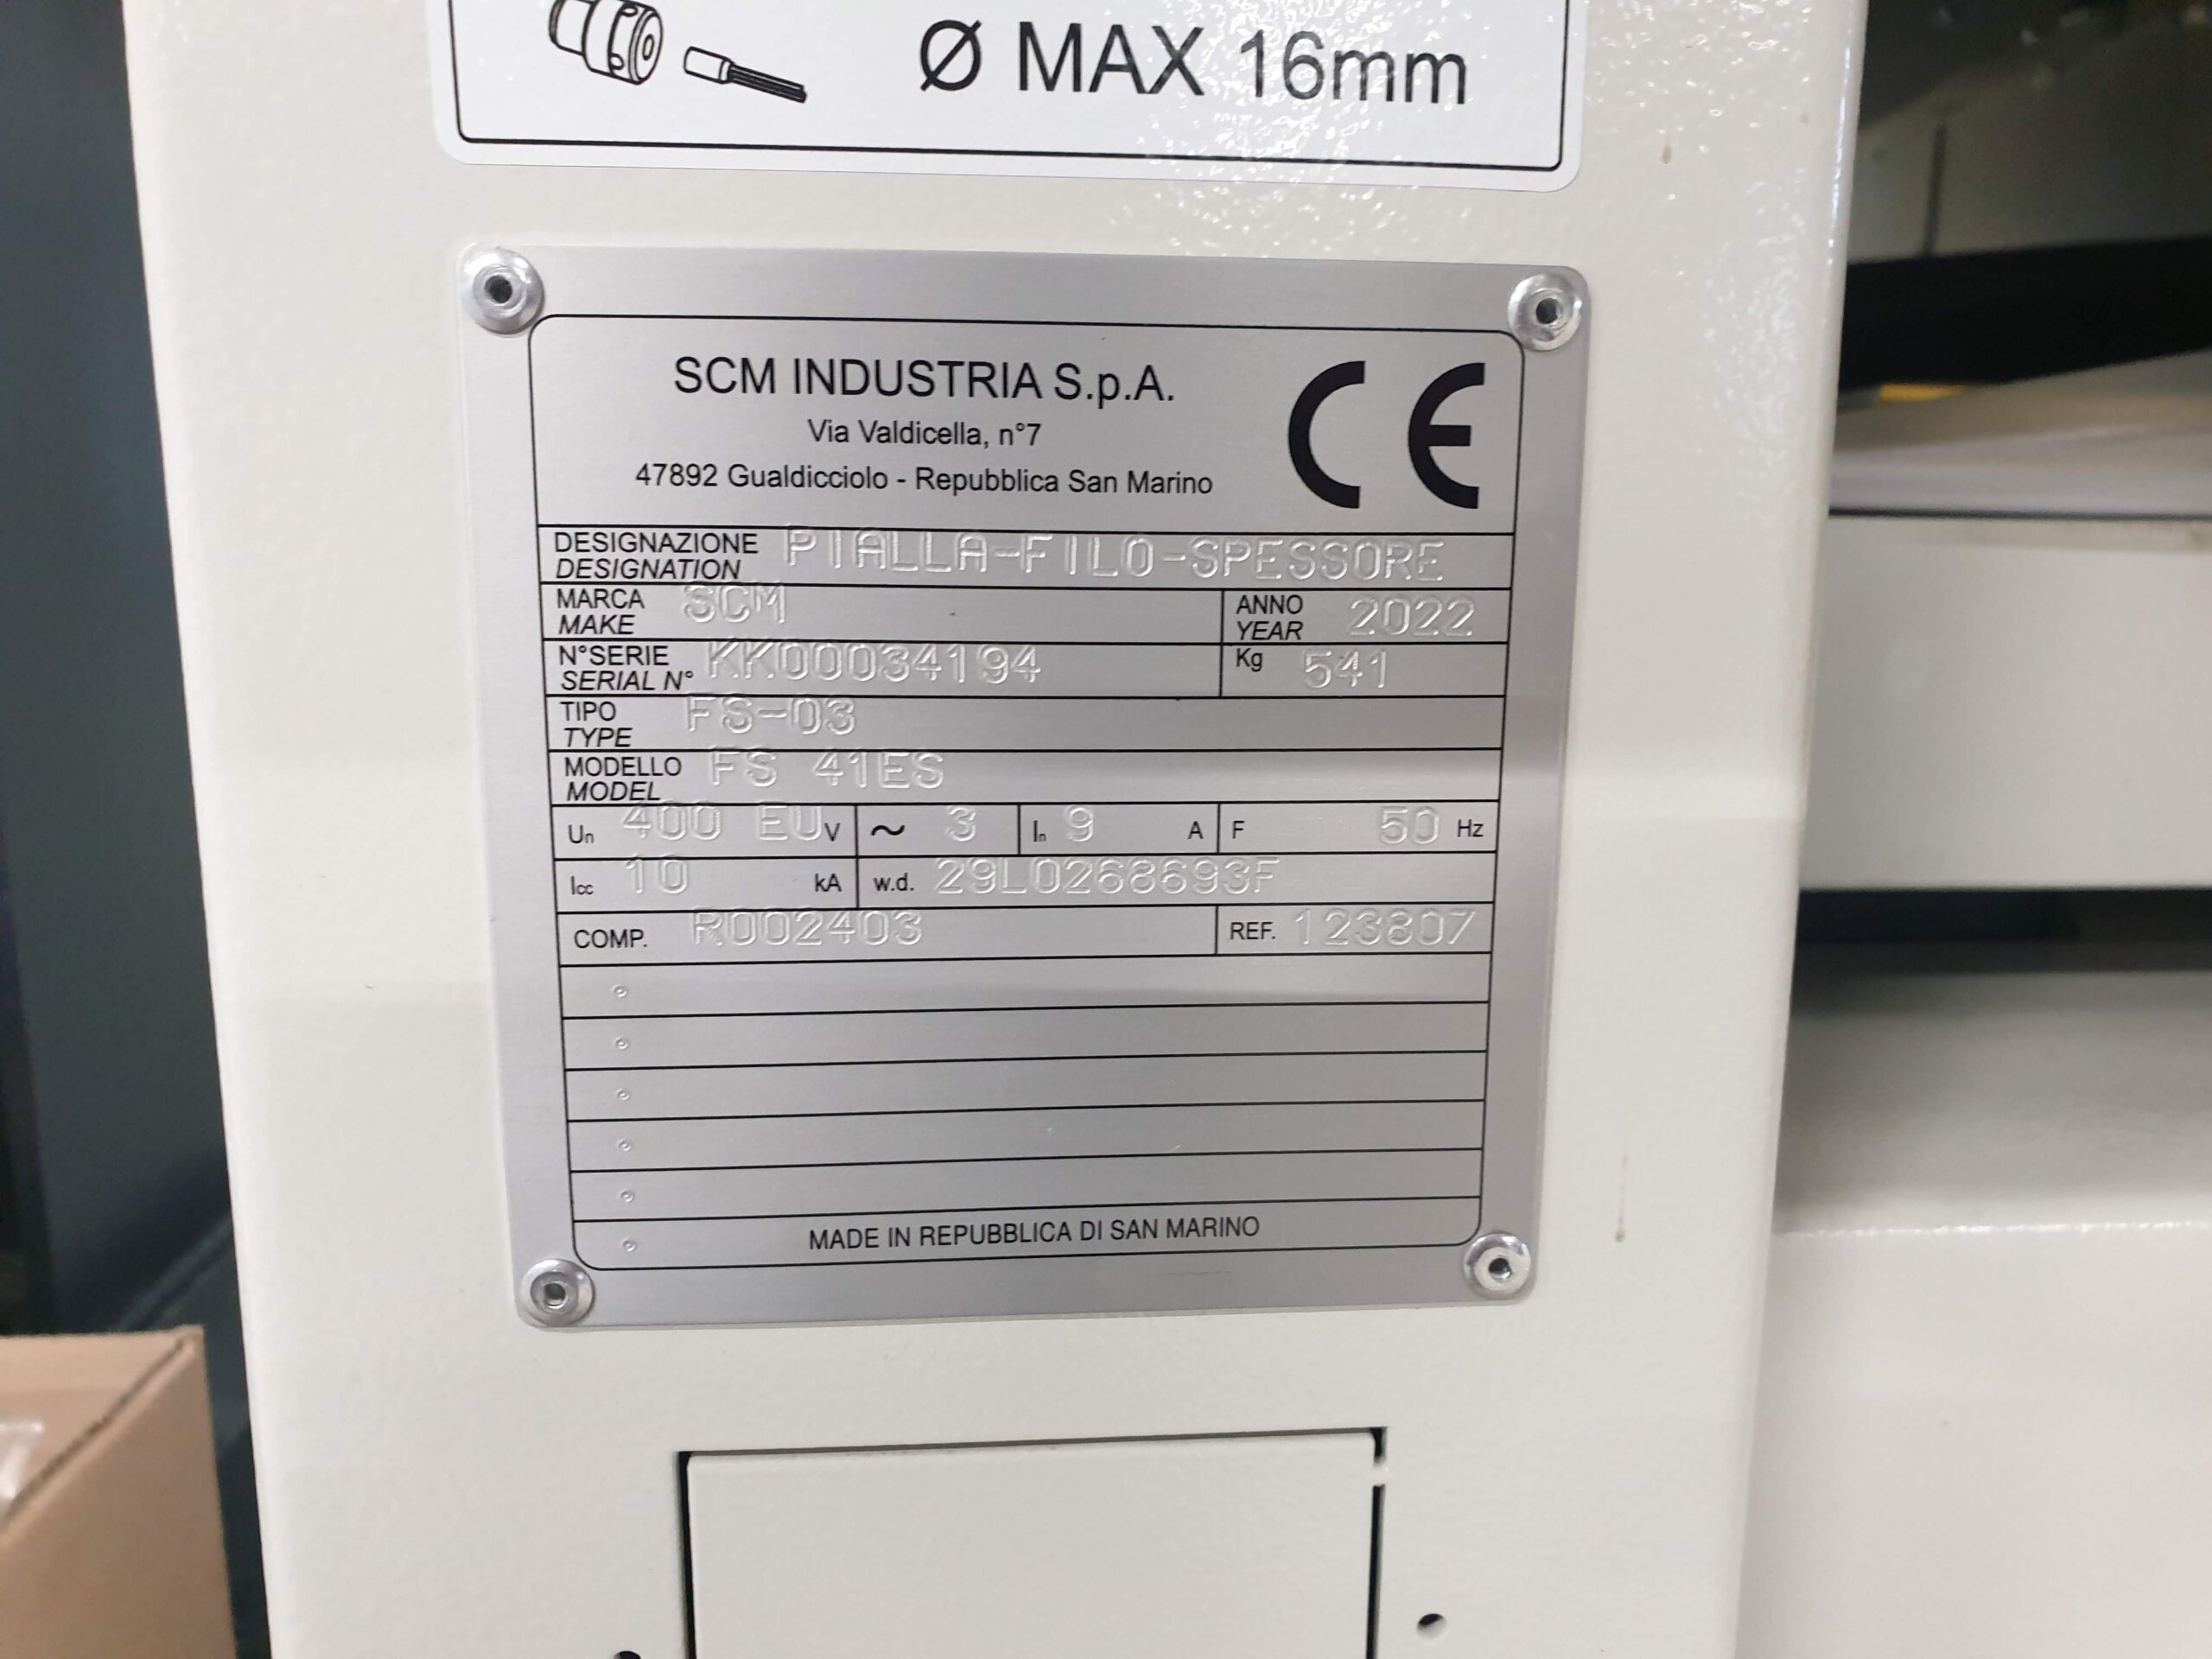 Ø MAX 16mm
SCM INDUSTRIA S.p.A.
Via Valdicella, n°7
47892 Gualdicciolo - Repubblica San Marino
CE
DESIGNAZIONE PIALLA-FILO-SPESSORE
DESIGNATION
MARCA SCM ANNO 2022
MAKE YEAR
N°SERIE KK00034194 Kg 541
SERIAL N°
TIPO FS-03
TYPE
MODELLO FS 41ES
MODEL
Un 400 EU V ~ 3 In 9 A F 50 Hz
Icc 10 kA w.d. 29L0268693F
COMP. R002403 REF. 123807
MADE IN REPUBBLICA DI SAN MARINO